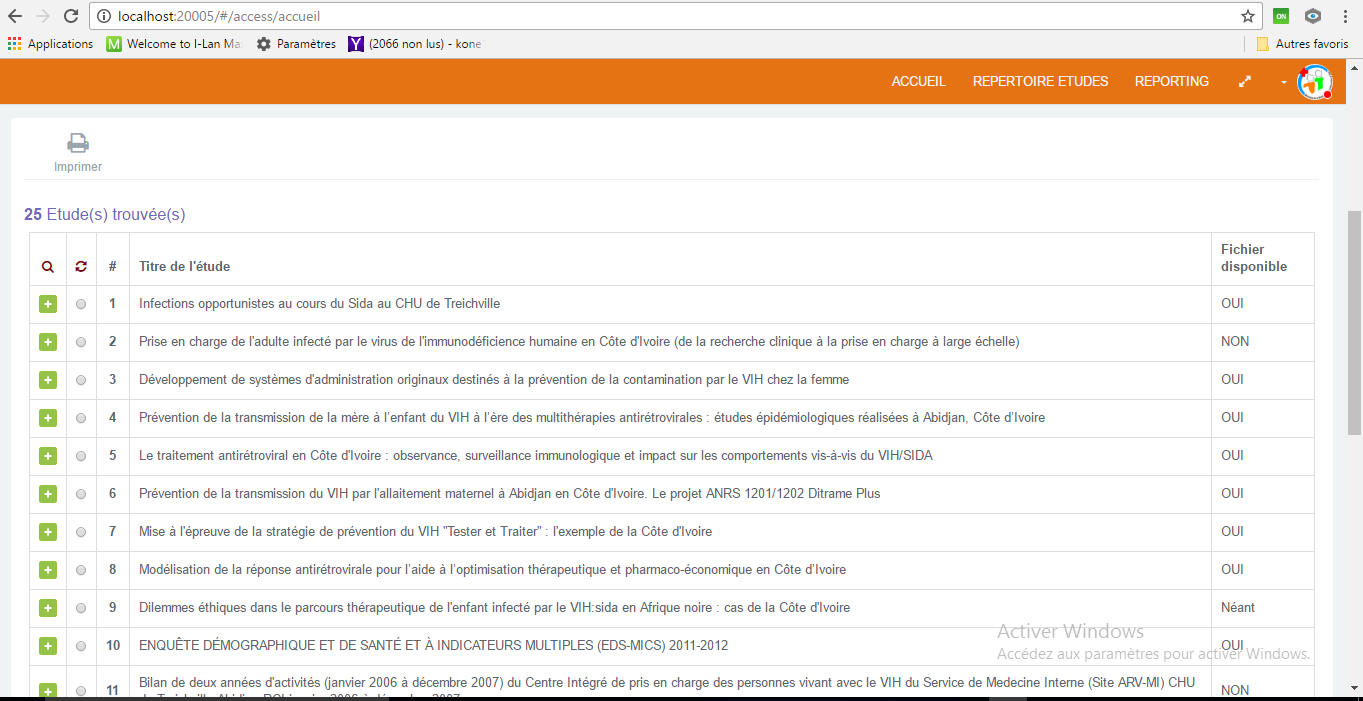 localhost:20005/#/access/accueil
ON
Applications M Welcome to I-Lan Ma Paramètres Y (2066 non lus) - kone Autres favoris
ACCUEIL REPERTOIRE ETUDES REPORTING
Imprimer
25 Etude(s) trouvée(s)
# Titre de l'étude Fichier disponible
1 Infections opportunistes au cours du Sida au CHU de Treichville OUI
2 Prise en charge de l'adulte infecté par le virus de l'immunodéficience humaine en Côte d'Ivoire (de la recherche clinique à la prise en charge à large échelle) NON
3 Développement de systèmes d'administration originaux destinés à la prévention de la contamination par le VIH chez la femme OUI
4 Prévention de la transmission de la mère à l’enfant du VIH à l’ère des multithérapies antirétrovirales : études épidémiologiques réalisées à Abidjan, Côte d’Ivoire OUI
5 Le traitement antirétroviral en Côte d'Ivoire : observance, surveillance immunologique et impact sur les comportements vis-à-vis du VIH/SIDA OUI
6 Prévention de la transmission du VIH par l'allaitement maternel à Abidjan en Côte d'Ivoire. Le projet ANRS 1201/1202 Ditrame Plus OUI
7 Mise à l'épreuve de la stratégie de prévention du VIH "Tester et Traiter" : l'exemple de la Côte d'Ivoire OUI
8 Modélisation de la réponse antirétrovirale pour l’aide à l’optimisation thérapeutique et pharmaco-économique en Côte d’Ivoire OUI
9 Dilemmes éthiques dans le parcours thérapeutique de l'enfant infecté par le VIH:sida en Afrique noire : cas de la Côte d'Ivoire Néant
10 ENQUÊTE DÉMOGRAPHIQUE ET DE SANTÉ ET À INDICATEURS MULTIPLES (EDS-MICS) 2011-2012 OUI
Activer Windows
Accédez aux paramètres pour activer Windows.
11 Bilan de deux années d'activités (janvier 2006 à décembre 2007) du Centre Intégré de pris en charge des personnes vivant avec le VIH du Service de Medecine Interne (Site ARV-MI) CHU NON